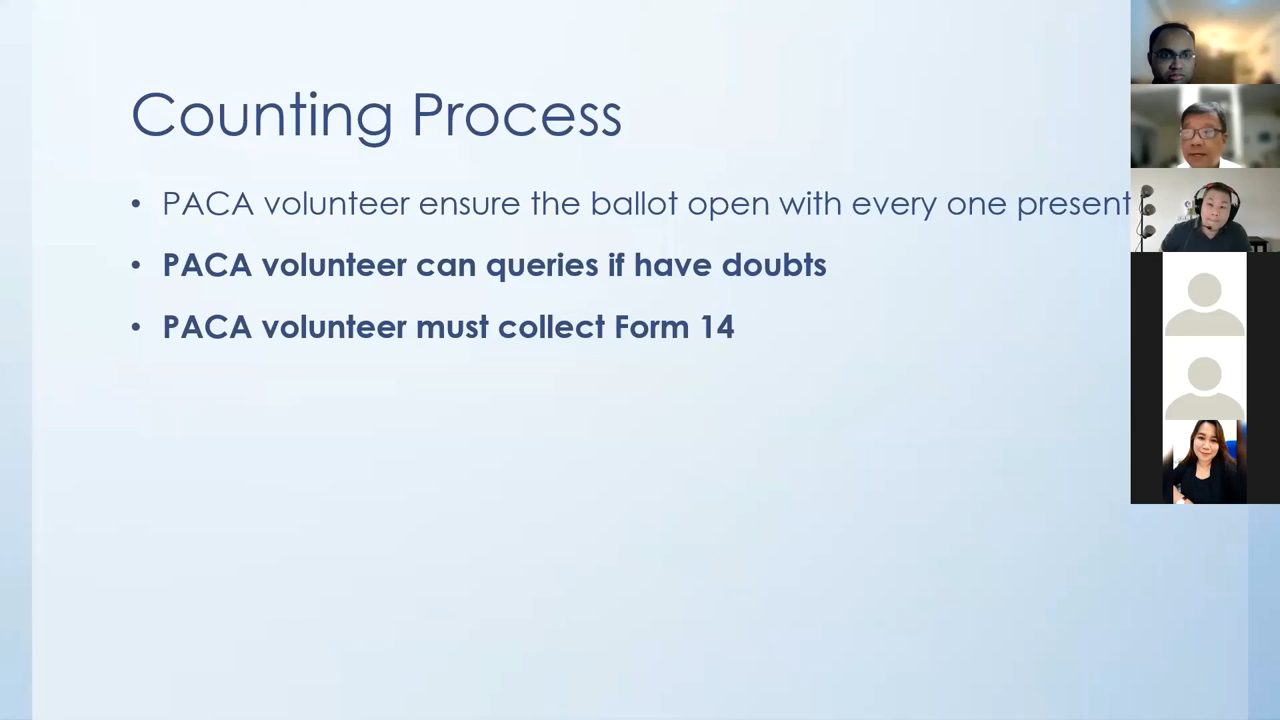 Counting Process
• PACA volunteer ensure the ballot open with every one present
• PACA volunteer can queries if have doubts
• PACA volunteer must collect Form 14